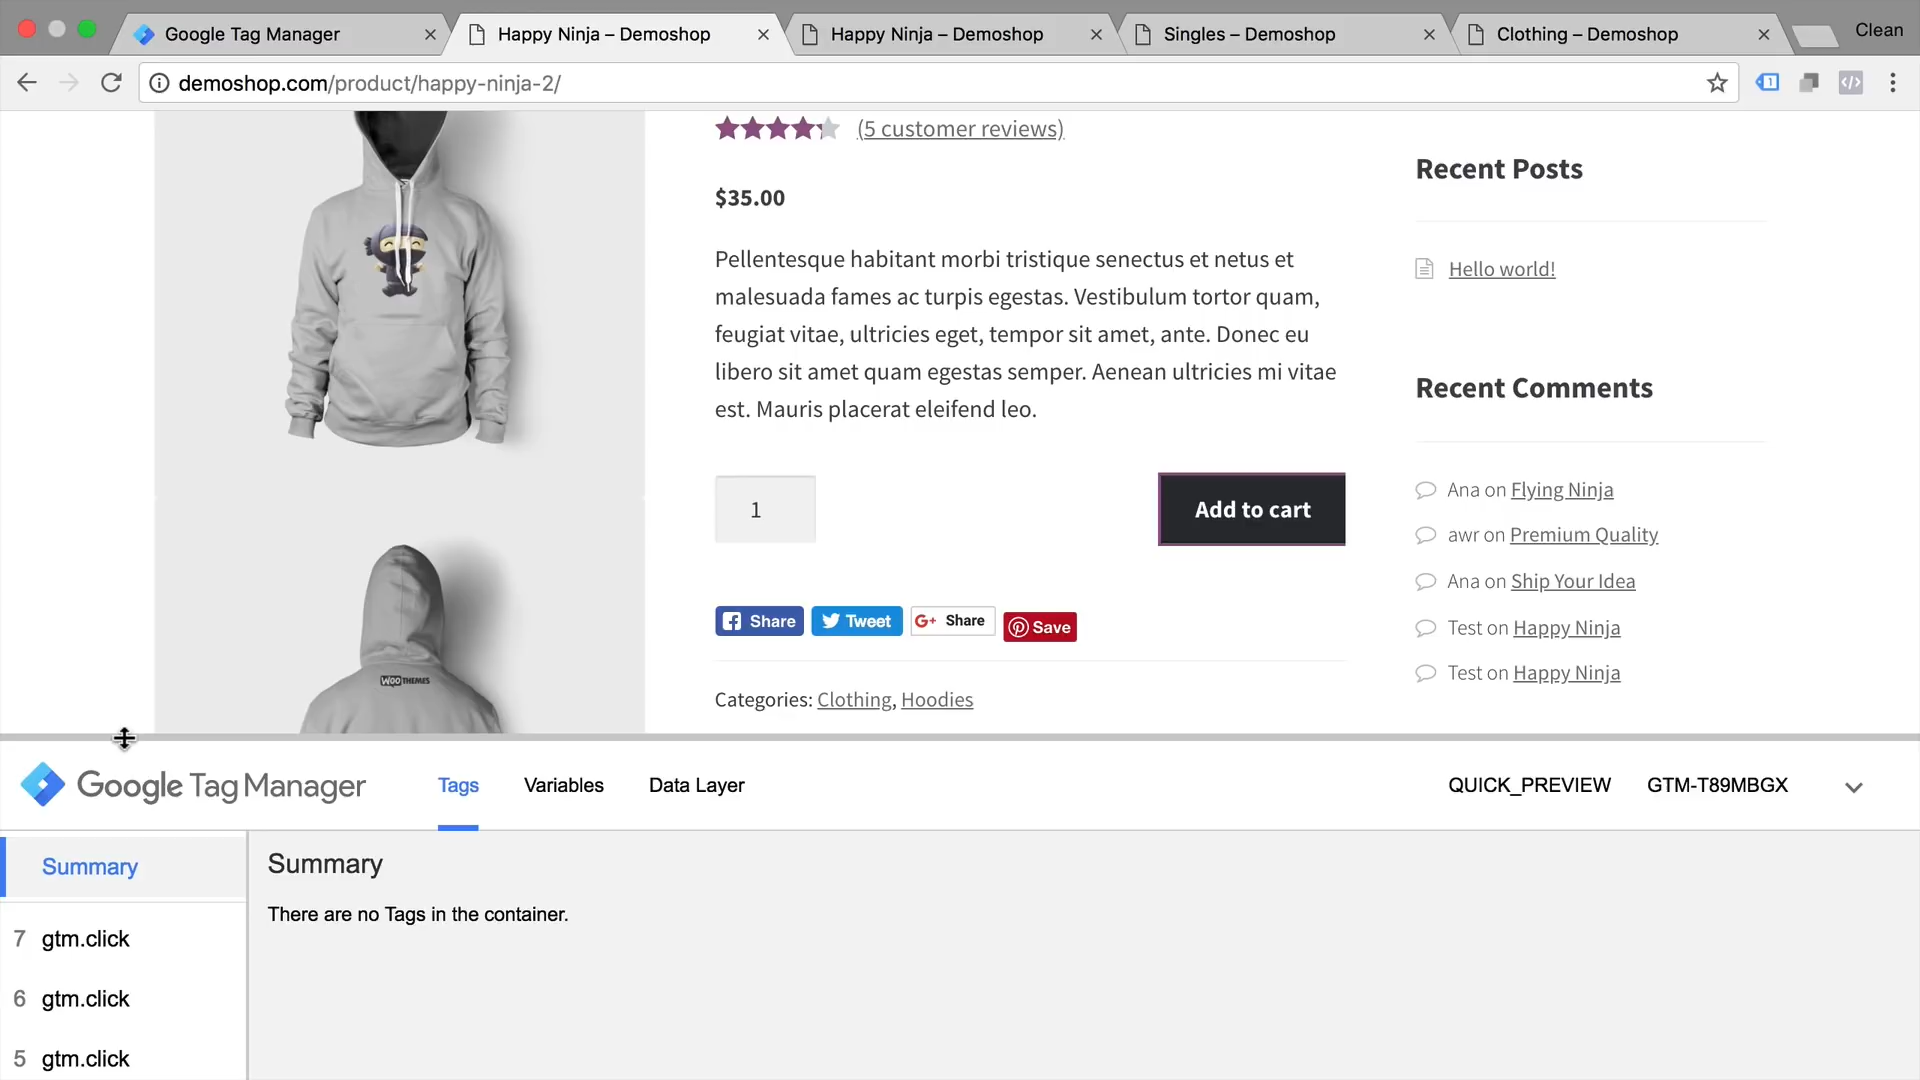 Google Tag Manager
Happy Ninja – Demoshop
Happy Ninja – Demoshop
Singles – Demoshop
Clothing – Demoshop
Clean
demoshop.com/product/happy-ninja-2/
1
(5 customer reviews)
$35.00
Pellentesque habitant morbi tristique senectus et netus et
malesuada fames ac turpis egestas. Vestibulum tortor quam,
feugiat vitae, ultricies eget, tempor sit amet, ante. Donec eu
libero sit amet quam egestas semper. Aenean ultricies mi vitae
est. Mauris placerat eleifend leo.
1
Add to cart
Share
Tweet
G+ Share
Save
Categories: Clothing, Hoodies
WOOTHEMES
Recent Posts
Hello world!
Recent Comments
Ana on Flying Ninja
awr on Premium Quality
Ana on Ship Your Idea
Test on Happy Ninja
Test on Happy Ninja
Google Tag Manager
Tags
Variables
Data Layer
QUICK_PREVIEW
GTM-T89MBGX
Summary
7 gtm.click
6 gtm.click
5 gtm.click
Summary
There are no Tags in the container.